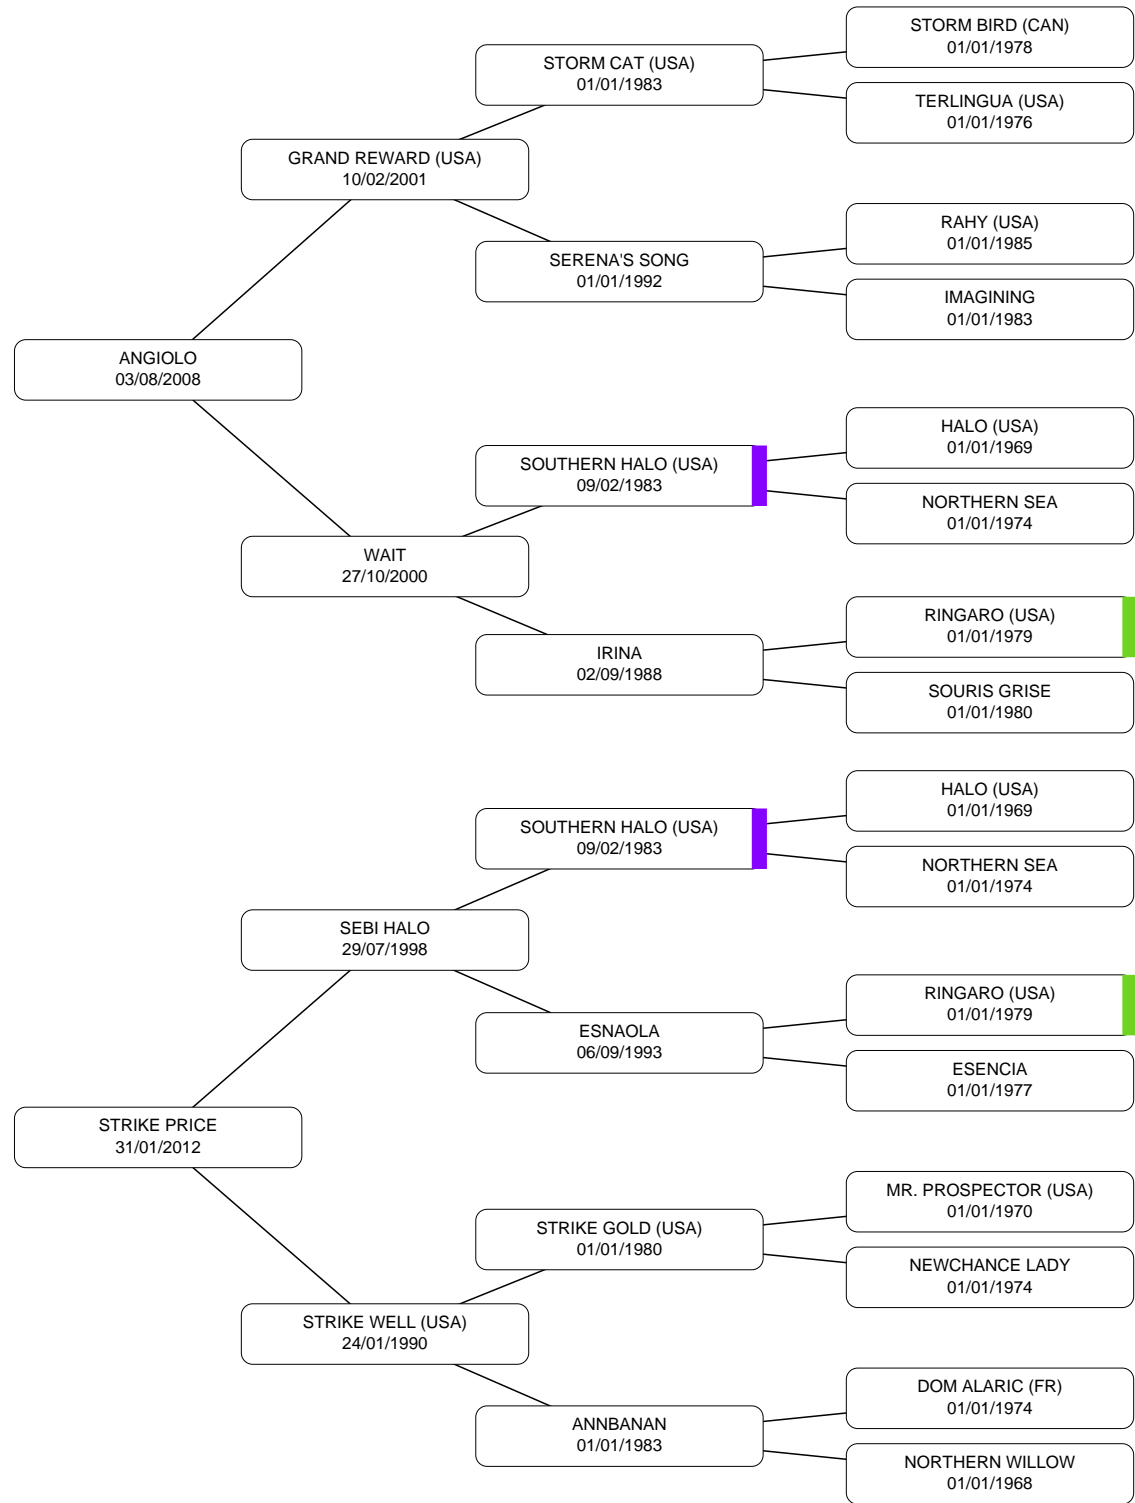 STORM BIRD (CAN)
01/01/1978
STORM CAT (USA)
01/01/1983
TERLINGUA (USA)
01/01/1976
GRAND REWARD (USA)
10/02/2001
RAHY (USA)
01/01/1985
SERENA'S SONG
01/01/1992
IMAGINING
01/01/1983
ANGIOLO
03/08/2008
HALO (USA)
01/01/1969
SOUTHERN HALO (USA)
09/02/1983
NORTHERN SEA
01/01/1974
WAIT
27/10/2000
RINGARO (USA)
01/01/1979
IRINA
02/09/1988
SOURIS GRISE
01/01/1980
HALO (USA)
01/01/1969
SOUTHERN HALO (USA)
09/02/1983
NORTHERN SEA
01/01/1974
SEBI HALO
29/07/1998
RINGARO (USA)
01/01/1979
ESNAOLA
06/09/1993
ESENCIA
01/01/1977
STRIKE PRICE
31/01/2012
MR. PROSPECTOR (USA)
01/01/1970
STRIKE GOLD (USA)
01/01/1980
NEWCHANCE LADY
01/01/1974
STRIKE WELL (USA)
24/01/1990
DOM ALARIC (FR)
01/01/1974
ANNBANAN
01/01/1983
NORTHERN WILLOW
01/01/1968